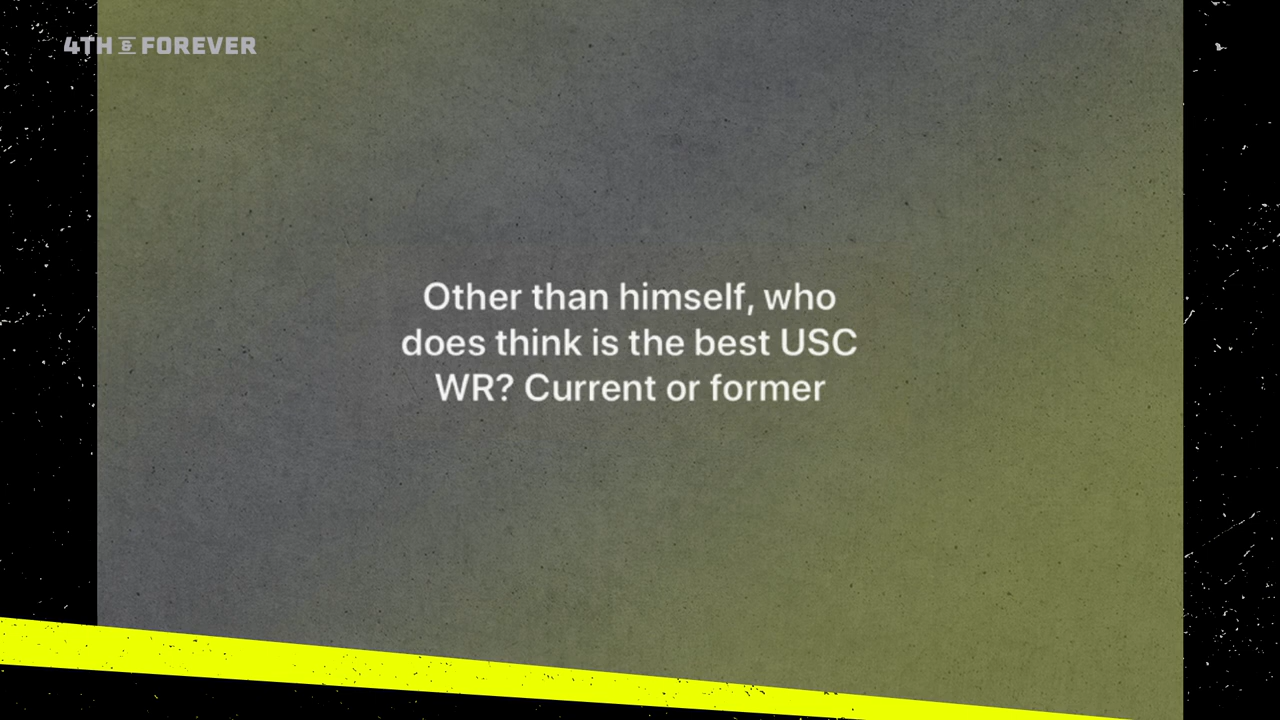 4TH & FOREVER
Other than himself, who
does think is the best USC
WR? Current or former